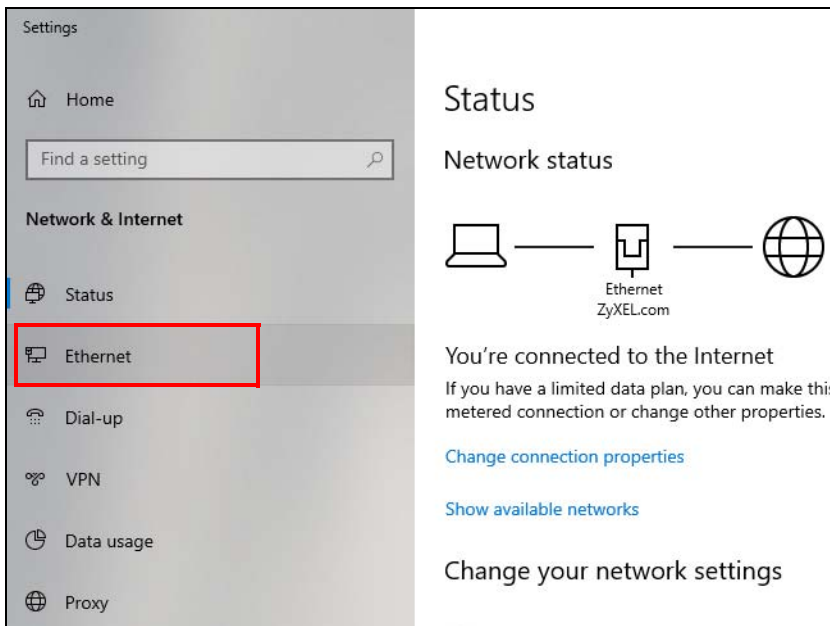 Settings
Home
Find a setting
Network & Internet
Status
Ethernet
Dial-up
VPN
Data usage
Proxy
Status
Network status
Ethernet
ZyXEL.com
You're connected to the Internet
If you have a limited data plan, you can make this
metered connection or change other properties.
Change connection properties
Show available networks
Change your network settings